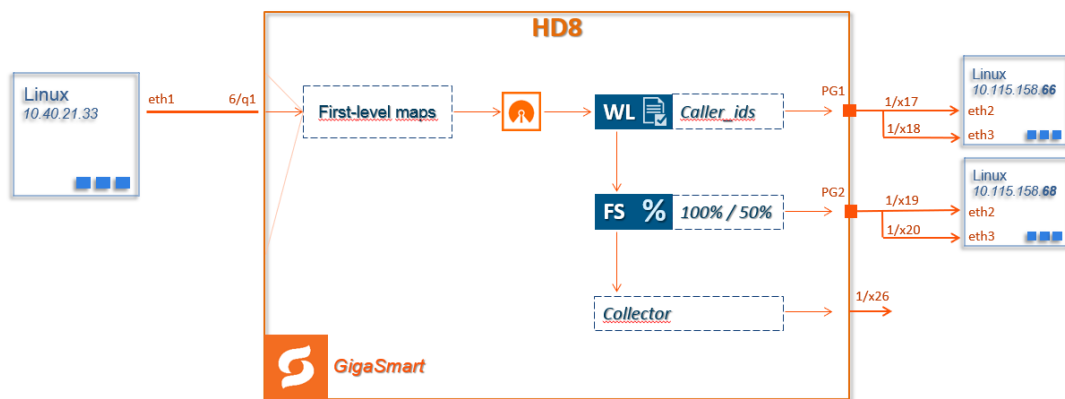 HD8
Linux
10.40.21.33
eth1
6/q1
First-level maps
WL
Caller_ids
PG1
1/x17
1/x18
Linux
10.115.158.66
eth2
eth3
FS %
100% / 50%
PG2
1/x19
1/x20
Linux
10.115.158.68
eth2
eth3
Collector
1/x26
GigaSmart